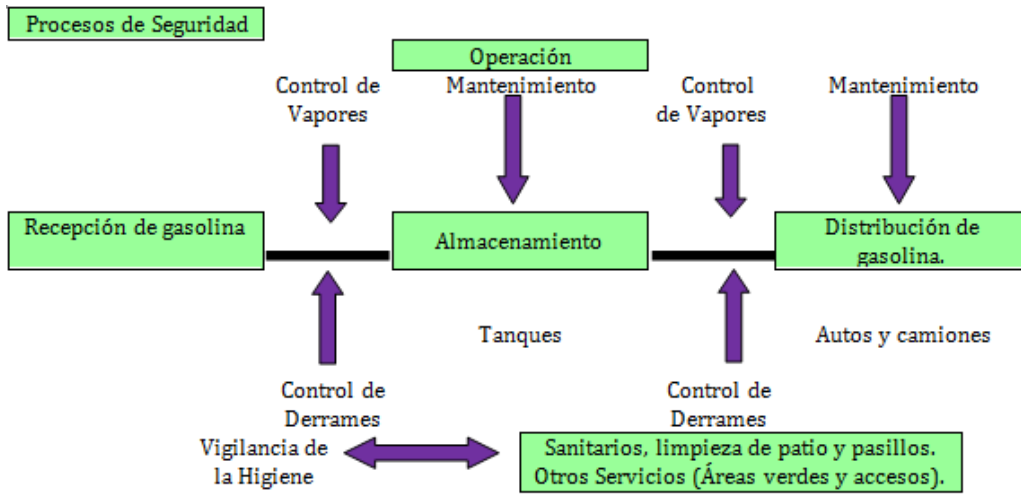 Procesos de Seguridad
Operación
Control de
Vapores
Mantenimiento
Control
de Vapores
Mantenimiento
Recepción de gasolina
Almacenamiento
Distribución de
gasolina.
Tanques
Autos y camiones
Control de
Derrames
Control de
Derrames
Vigilancia de
la Higiene
Sanitarios, limpieza de patio y pasillos.
Otros Servicios (Áreas verdes y accesos).